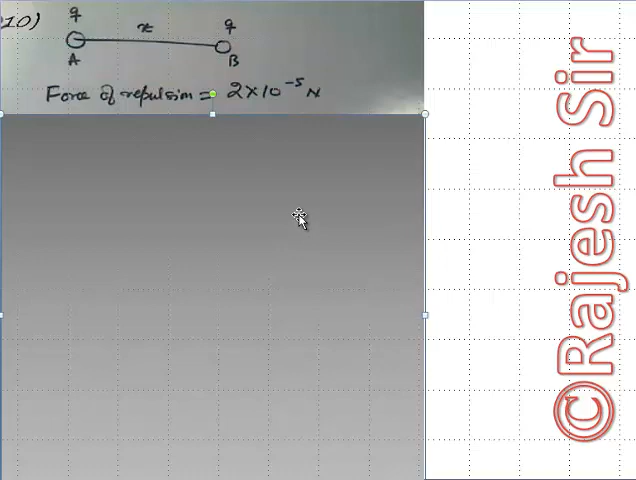 10)
q q
x
A B
Force of repulsion = 2×10⁻⁵ N
©Rajesh Sir